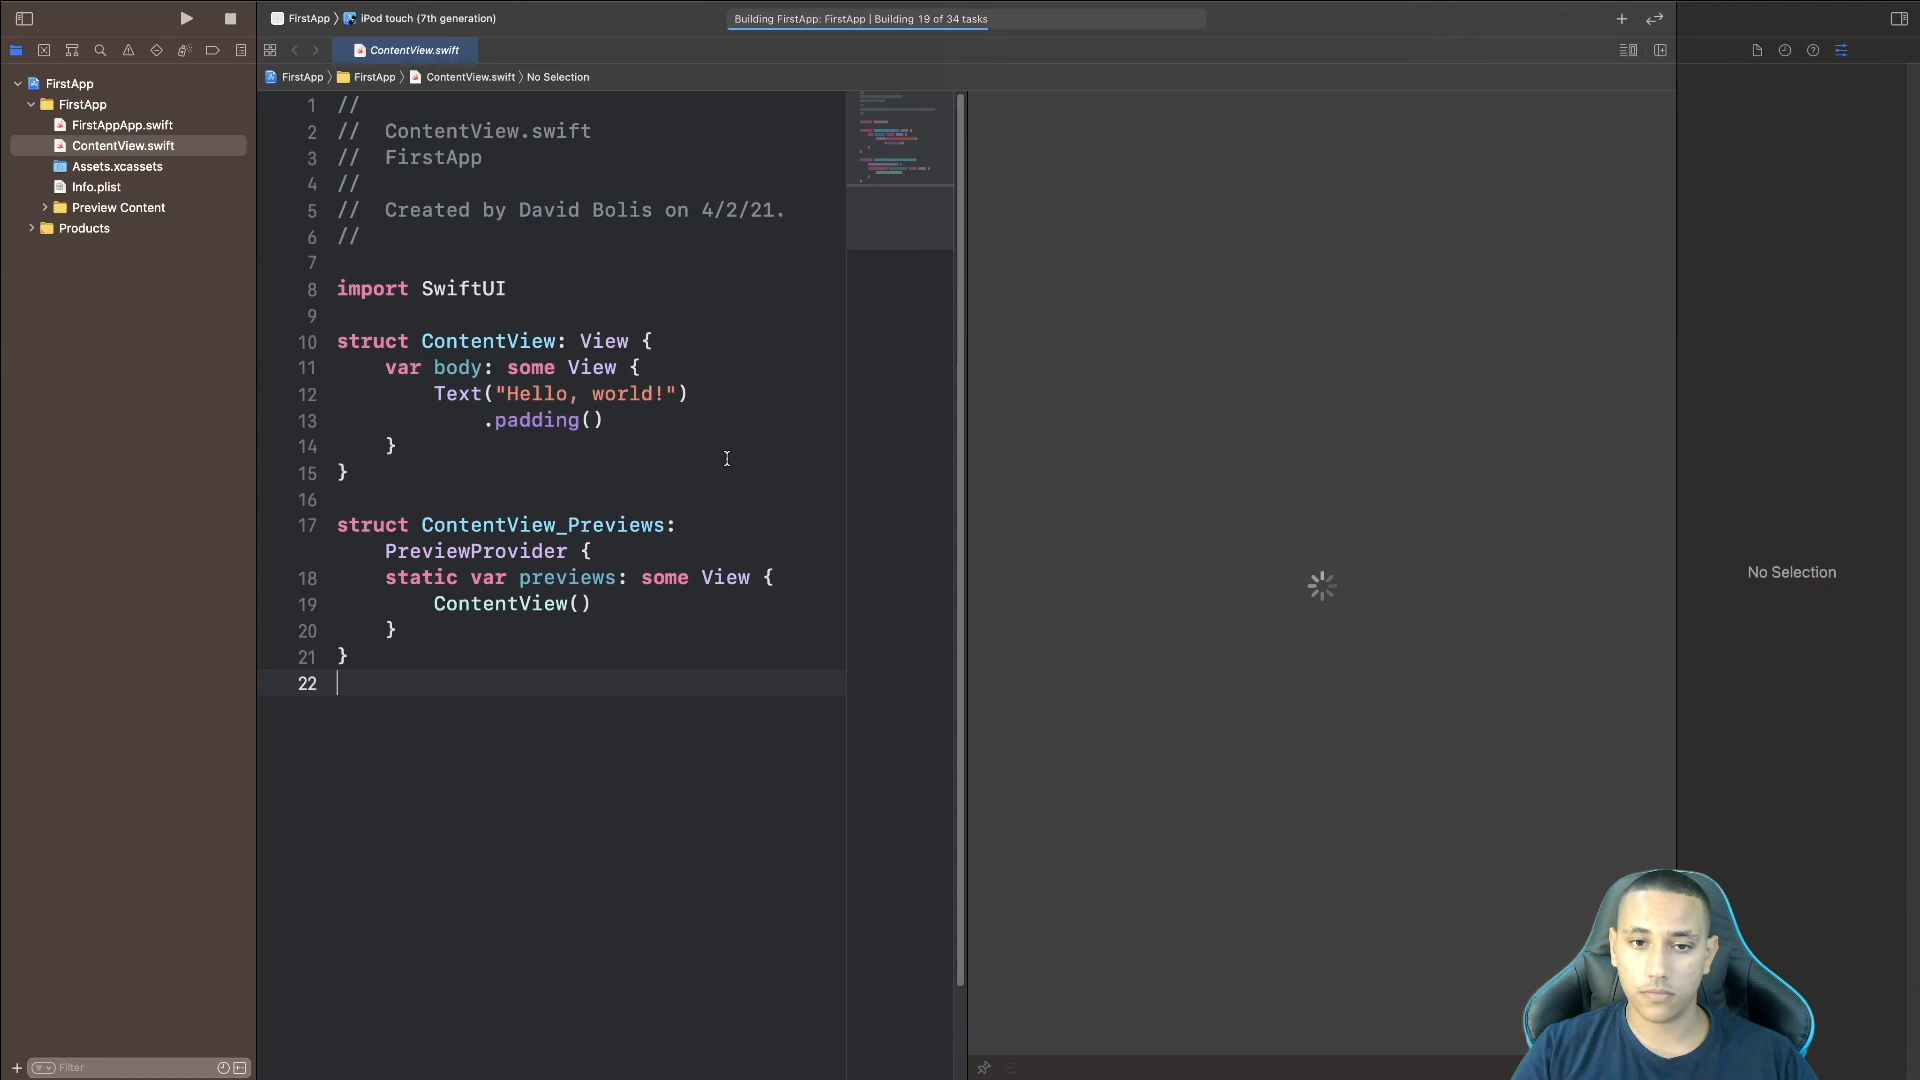 FirstApp
iPod touch (7th generation)
Building FirstApp: FirstApp | Building 19 of 34 tasks
ContentView.swift
FirstApp
FirstApp
ContentView.swift
No Selection
FirstApp
FirstApp
FirstAppApp.swift
ContentView.swift
Assets.xcassets
Info.plist
Preview Content
Products
1 //
2 //  ContentView.swift
3 //  FirstApp
4 //
5 //  Created by David Bolis on 4/2/21.
6 //
7
8 import SwiftUI
9
10 struct ContentView: View {
11     var body: some View {
12         Text("Hello, world!")
13             .padding()
14     }
15 }
16
17 struct ContentView_Previews:
    PreviewProvider {
18     static var previews: some View {
19         ContentView()
20     }
21 }
22
No Selection
Filter